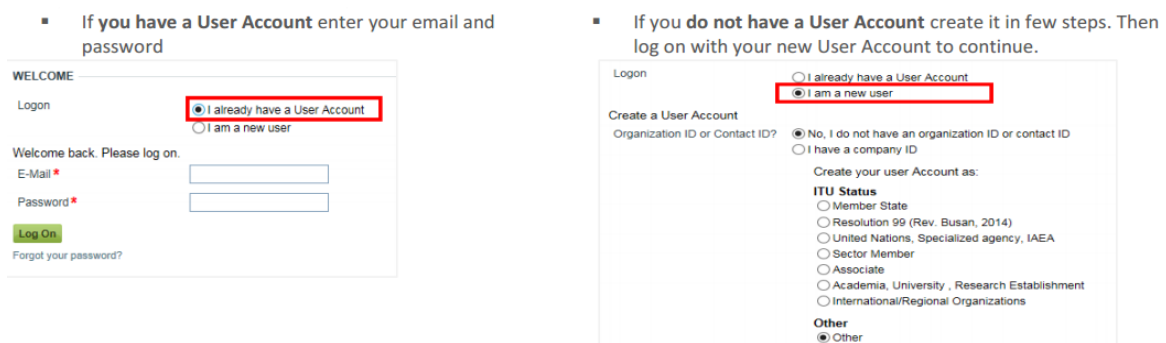 ▪ If you have a User Account enter your email and
password
WELCOME
Logon
I already have a User Account
I am a new user
Welcome back. Please log on.
E-Mail *
Password *
Log On
Forgot your password?
▪ If you do not have a User Account create it in few steps. Then
log on with your new User Account to continue.
Logon
I already have a User Account
I am a new user
Create a User Account
Organization ID or Contact ID?
No, I do not have an organization ID or contact ID
I have a company ID
Create your user Account as:
ITU Status
Member State
Resolution 99 (Rev. Busan, 2014)
United Nations, Specialized agency, IAEA
Sector Member
Associate
Academia, University , Research Establishment
International/Regional Organizations
Other
Other